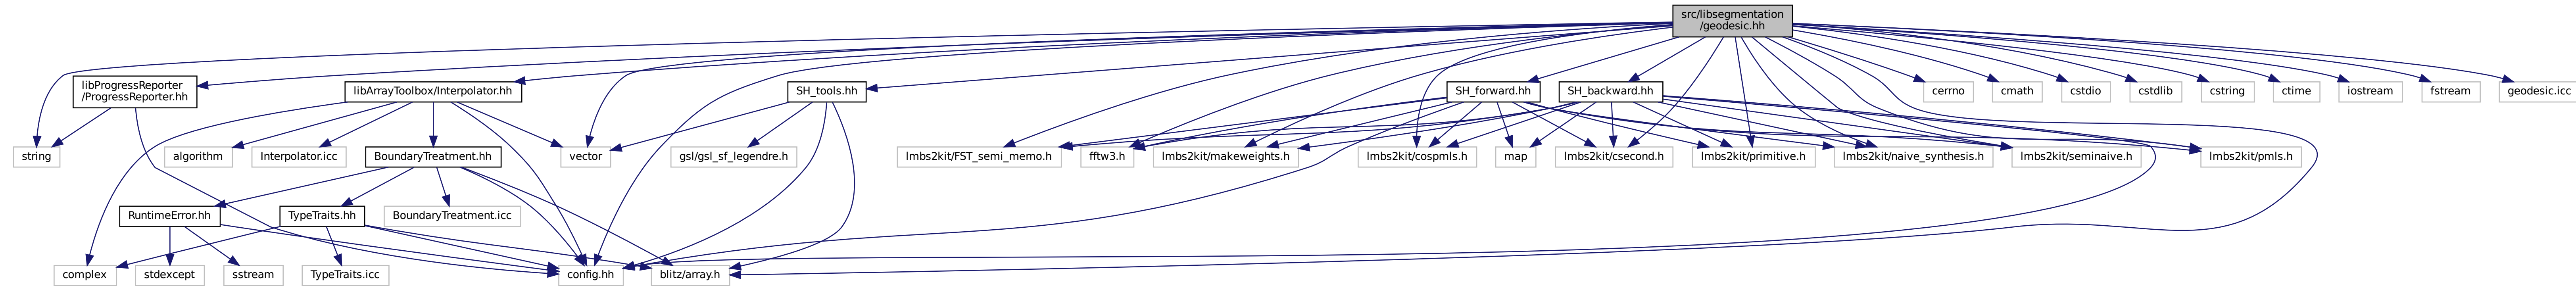 src/libsegmentation
/geodesic.hh
libProgressReporter
/ProgressReporter.hh
libArrayToolbox/Interpolator.hh
SH_tools.hh
SH_forward.hh
SH_backward.hh
cerrno
cmath
cstdio
cstdlib
cstring
ctime
iostream
fstream
geodesic.icc
string
algorithm
Interpolator.icc
BoundaryTreatment.hh
vector
gsl/gsl_sf_legendre.h
lmbs2kit/FST_semi_memo.h
fftw3.h
lmbs2kit/makeweights.h
lmbs2kit/cospmls.h
map
lmbs2kit/csecond.h
lmbs2kit/primitive.h
lmbs2kit/naive_synthesis.h
lmbs2kit/seminaive.h
lmbs2kit/pmls.h
RuntimeError.hh
TypeTraits.hh
BoundaryTreatment.icc
complex
stdexcept
sstream
TypeTraits.icc
config.hh
blitz/array.h